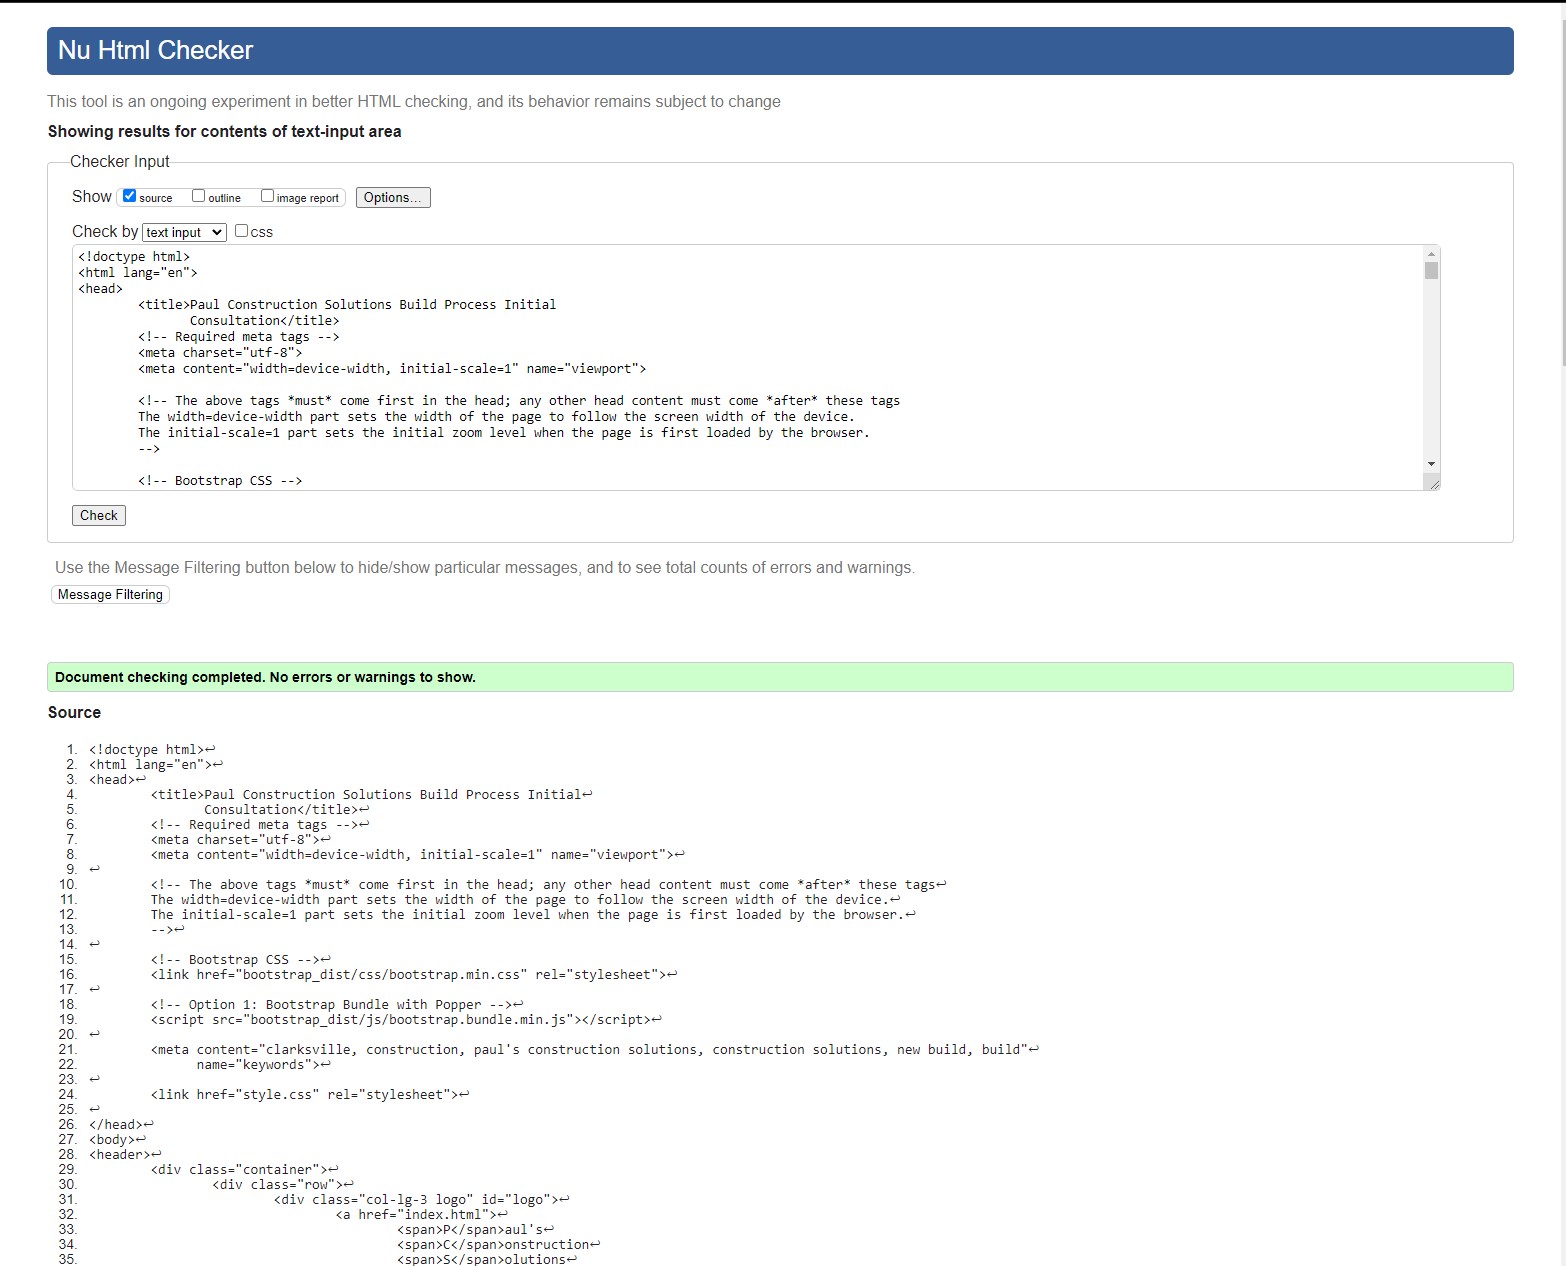 Nu Html Checker
This tool is an ongoing experiment in better HTML checking, and its behavior remains subject to change
Showing results for contents of text-input area
Checker Input
Show source outline image report Options...
Check by text input css
<!doctype html>
<html lang="en">
<head>
<title>Paul Construction Solutions Build Process Initial
Consultation</title>
<!-- Required meta tags -->
<meta charset="utf-8">
<meta content="width=device-width, initial-scale=1" name="viewport">
<!-- The above tags *must* come first in the head; any other head content must come *after* these tags
The width=device-width part sets the width of the page to follow the screen width of the device.
The initial-scale=1 part sets the initial zoom level when the page is first loaded by the browser.
-->
<!-- Bootstrap CSS -->
Check
Use the Message Filtering button below to hide/show particular messages, and to see total counts of errors and warnings.
Message Filtering
Document checking completed. No errors or warnings to show.
Source
1. <!doctype html>↩
2. <html lang="en">↩
3. <head>↩
4. <title>Paul Construction Solutions Build Process Initial↩
5. Consultation</title>↩
6. <!-- Required meta tags -->↩
7. <meta charset="utf-8">↩
8. <meta content="width=device-width, initial-scale=1" name="viewport">↩
9. ↩
10. <!-- The above tags *must* come first in the head; any other head content must come *after* these tags↩
11. The width=device-width part sets the width of the page to follow the screen width of the device.↩
12. The initial-scale=1 part sets the initial zoom level when the page is first loaded by the browser.↩
13. -->↩
14. ↩
15. <!-- Bootstrap CSS -->↩
16. <link href="bootstrap_dist/css/bootstrap.min.css" rel="stylesheet">↩
17. ↩
18. <!-- Option 1: Bootstrap Bundle with Popper -->↩
19. <script src="bootstrap_dist/js/bootstrap.bundle.min.js"></script>↩
20. ↩
21. <meta content="clarksville, construction, paul's construction solutions, construction solutions, new build, build"↩
22. name="keywords">↩
23. ↩
24. <link href="style.css" rel="stylesheet">↩
25. ↩
26. </head>↩
27. <body>↩
28. <header>↩
29. <div class="container">↩
30. <div class="row">↩
31. <div class="col-lg-3 logo" id="logo">↩
32. <a href="index.html">↩
33. <span>P</span>aul's↩
34. <span>C</span>onstruction↩
35. <span>S</span>olutions↩